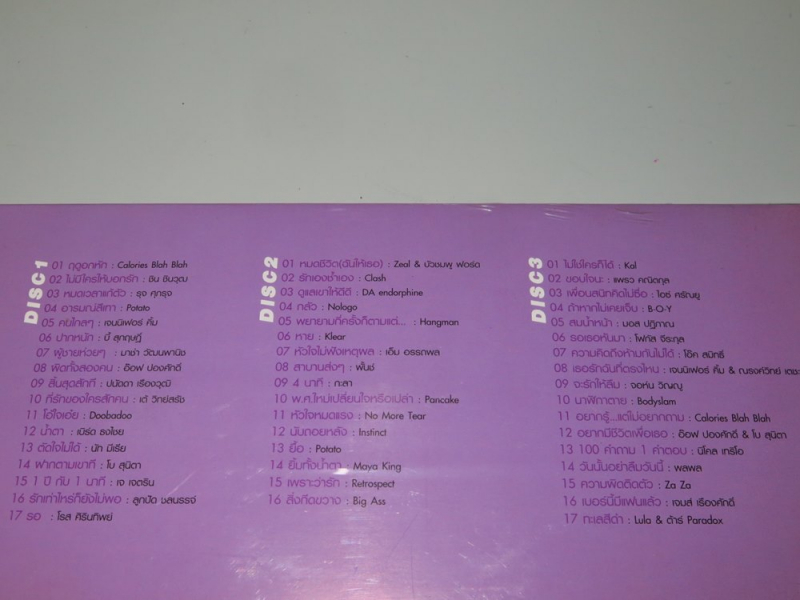 DISC1
01 ฤดูอกหัก : Calories Blah Blah
02 ไม่มีใครให้บอกรัก : ชิน ชินวุฒ
03 หมดเวลาแก้ตัว : รุจ ศุภรุจ
04 อารมณ์สีเทา : Potato
05 คนไกลๆ : เจนนิเฟอร์ คิ้ม
06 ปากหนัก : บี้ สุกฤษฎิ์
07 ผู้ชายห่วยๆ : มาช่า วัฒนพานิช
08 ผิดทั้งสองคน : อ๊อฟ ปองศักดิ์
09 สิ้นสุดสักที : ปนัดดา เรืองวุฒิ
10 ที่รักของใครสักคน : เต้ วิทย์สรัช
11 โอ้ใจเอ๋ย : Doobadoo
12 น้ำตา : เบิร์ด ธงไชย
13 ตัดใจไม่ได้ : นัท มีเรีย
14 ฝากตามเขาที : โบ สุนิตา
15 1 ปี กับ 1 นาที : เจ เจตริน
16 รักเท่าไหร่ก็ยังไม่พอ : ลูกปัด ชลนรรจ์
17 รอ : โรส ศิรินทิพย์
DISC2
01 หมดชีวิต(ฉันให้เธอ) : Zeal & บัวชมพู ฟอร์ด
02 รักเองช้ำเอง : Clash
03 ดูแลเขาให้ดีดี : DA endorphine
04 กลัว : Nologo
05 พยายามกี่ครั้งก็ตามแต่... : Hangman
06 หาย : Klear
07 หัวใจไม่ฟังเหตุผล : เอ็ม อรรถพล
08 สาบานส่งๆ : พั้นช์
09 4 นาที : กะลา
10 พ.ศ.ใหม่เปลี่ยนใจหรือเปล่า : Pancake
11 หัวใจหมดแรง : No More Tear
12 นับถอยหลัง : Instinct
13 ยื้อ : Potato
14 ยิ้มทั้งน้ำตา : Maya King
15 เพราะว่ารัก : Retrospect
16 สิ่งกีดขวาง : Big Ass
DISC3
01 ไม่ใช่ใครก็ได้ : Kal
02 ขอบใจนะ : แพรว คณิตกุล
03 เพื่อนสนิทคิดไม่ซื่อ : ไอซ์ ศรัณยู
04 ถ้าหากไม่เคยเจ็บ : B-O-Y
05 สมน้ำหน้า : มอส ปฏิภาณ
06 รอเธอหันมา : โฟกัส จีระกุล
07 ความคิดถึงห้ามกันไม่ได้ : โอ๊ค สมิทธิ์
08 เธอรักฉันที่ตรงไหน : เจนนิเฟอร์ คิ้ม & ณรงค์วิทย์
09 จะรักให้ลืม : จอห์น วิญญู
10 นาฬิกาตาย : Bodyslam
11 อยากรู้...แต่ไม่อยากถาม : Calories Blah Blah
12 อยากมีชีวิตเพื่อเธอ : อ๊อฟ ปองศักดิ์ & โบ สุนิตา
13 100 คำถาม 1 คำตอบ : นิโคล เทริโอ
14 วันนั้นอย่าลืมวันนี้ : พลพล
15 ความผิดติดตัว : Za Za
16 เบอร์นี้มีแฟนแล้ว : เจมส์ เรืองศักดิ์
17 ทะเลสีดำ : Lula & ต้าร์ Paradox